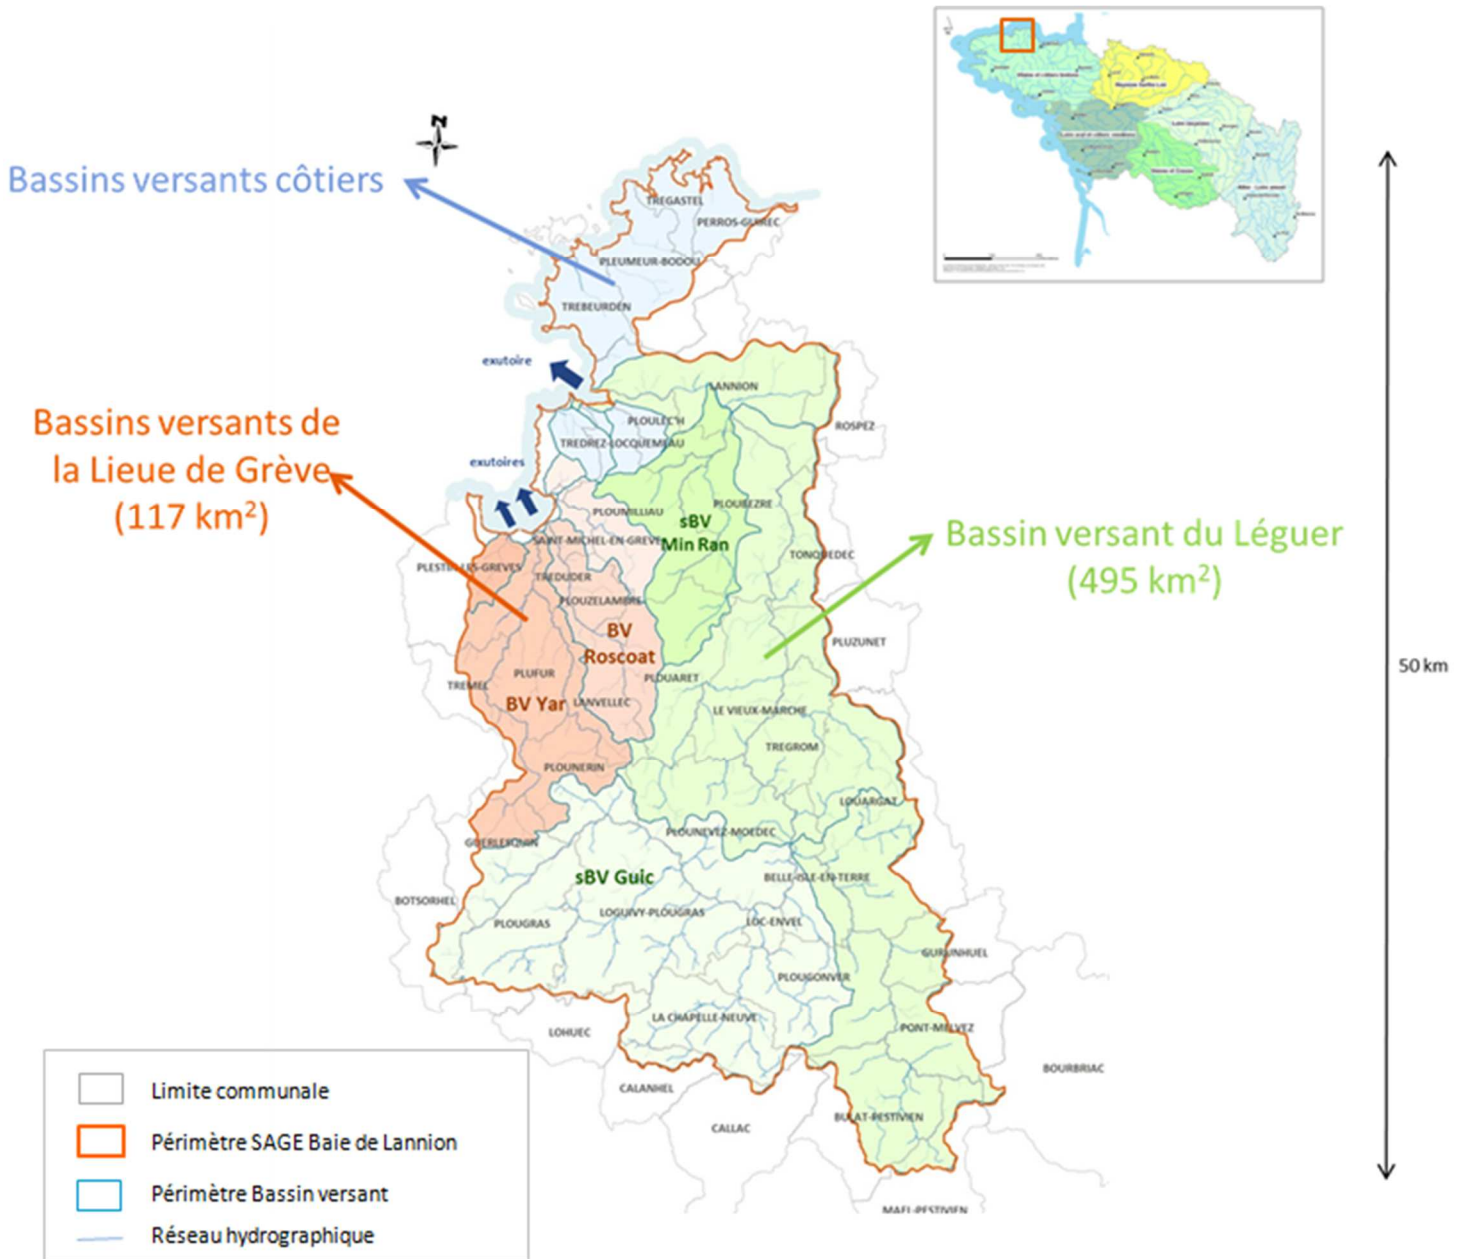 N
Bassins versants côtiers
TREGASTEL
PERROS-GUIREC
PLEUMEUR-BODOU
TREBEURDEN
exutoire
LANNION
Bassins versants de
la Lieue de Grève
(117 km²)
PLOULEC'H
ROSPEZ
TREDREZ-LOCQUEMEAU
exutoires
PLOUBEZRE
PLOUMILLIAU
sBV
Min Ran
Bassin versant du Léguer
(495 km²)
SAINT-MICHEL-EN-GREVE
TONQUEDEC
PLESTIN-LES-GREVES
TREDUDER
PLOUZELAMBRE
BV
Roscoat
PLUZUNET
50 km
PLUFUR
PLOUARET
TREMEL
BV Yar
LANVELLEC
LE VIEUX-MARCHE
TREGROM
PLOUNERIN
LOUARGAT
PLOUNEVEZ-MOEDEC
GUERLESQUIN
sBV Guic
BELLE-ISLE-EN-TERRE
BOTSORHEL
PLOUGRAS
LOGUIVY-PLOUGRAS
LOC-ENVEL
GURUNHUEL
PLOUGONVER
LA CHAPELLE-NEUVE
PONT-MELVEZ
LOHUEC
BOURBRIAC
CALANHEL
BULAT-PESTIVIEN
CALLAC
MAEL-PESTIVIEN
Limite communale
Périmètre SAGE Baie de Lannion
Périmètre Bassin versant
Réseau hydrographique